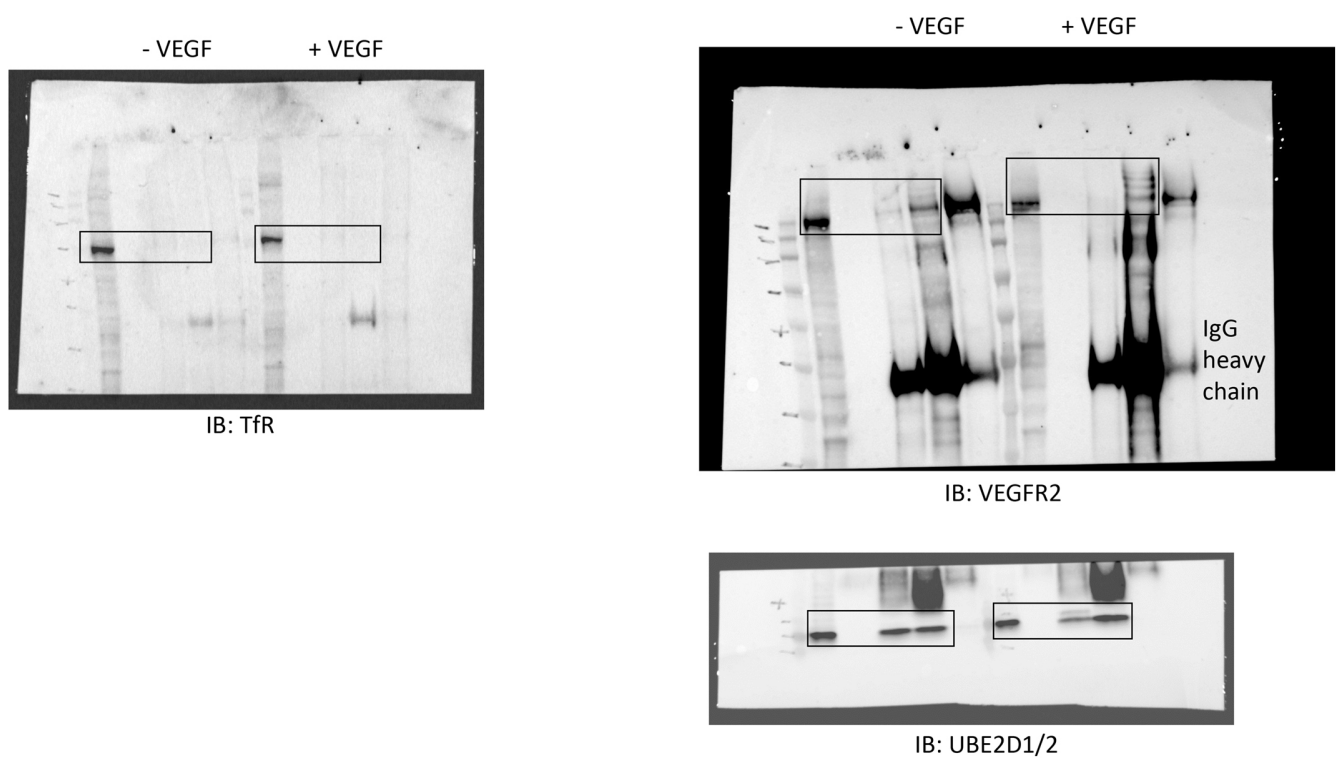 - VEGF
+ VEGF
IB: TfR
- VEGF
+ VEGF
IgG
heavy
chain
IB: VEGFR2
IB: UBE2D1/2